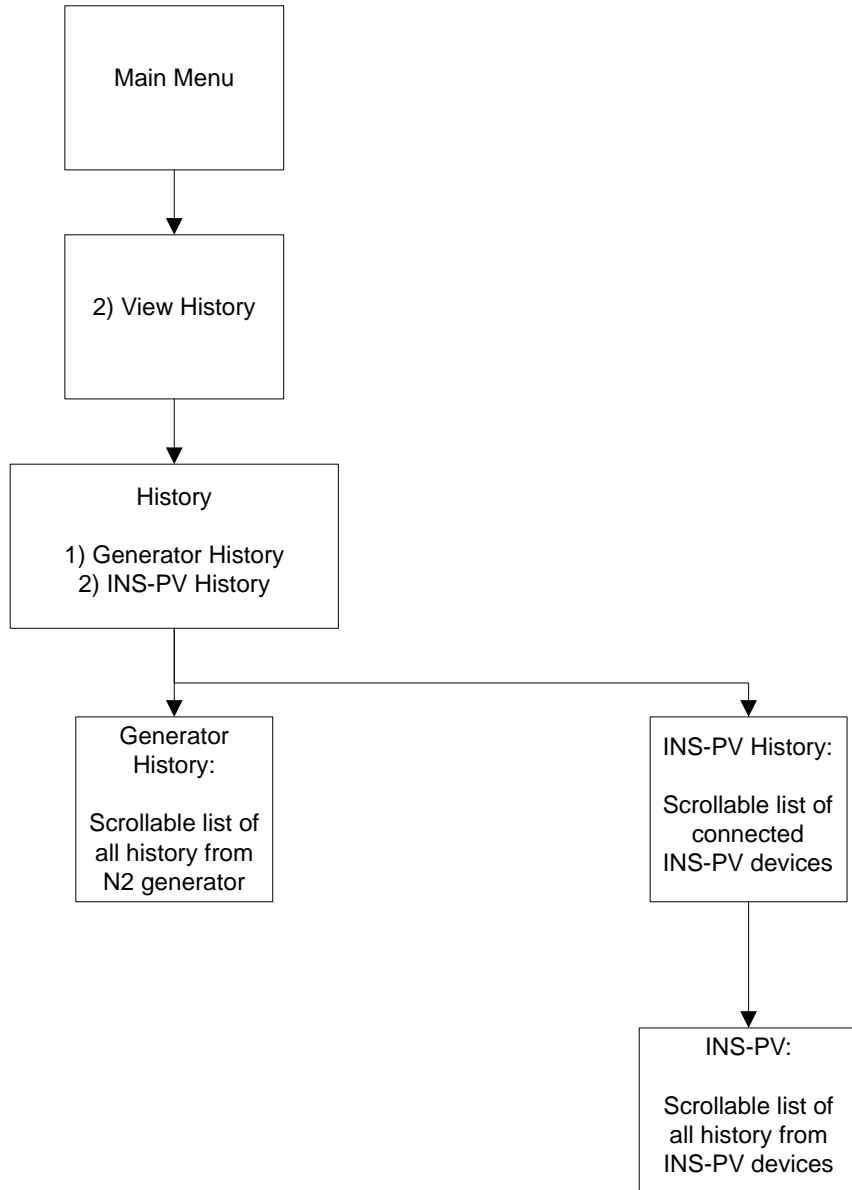 Main Menu
2) View History
History
1) Generator History
2) INS-PV History
Generator
History:
Scrollable list of
all history from
N2 generator
INS-PV History:
Scrollable list of
connected
INS-PV devices
INS-PV:
Scrollable list of
all history from
INS-PV devices